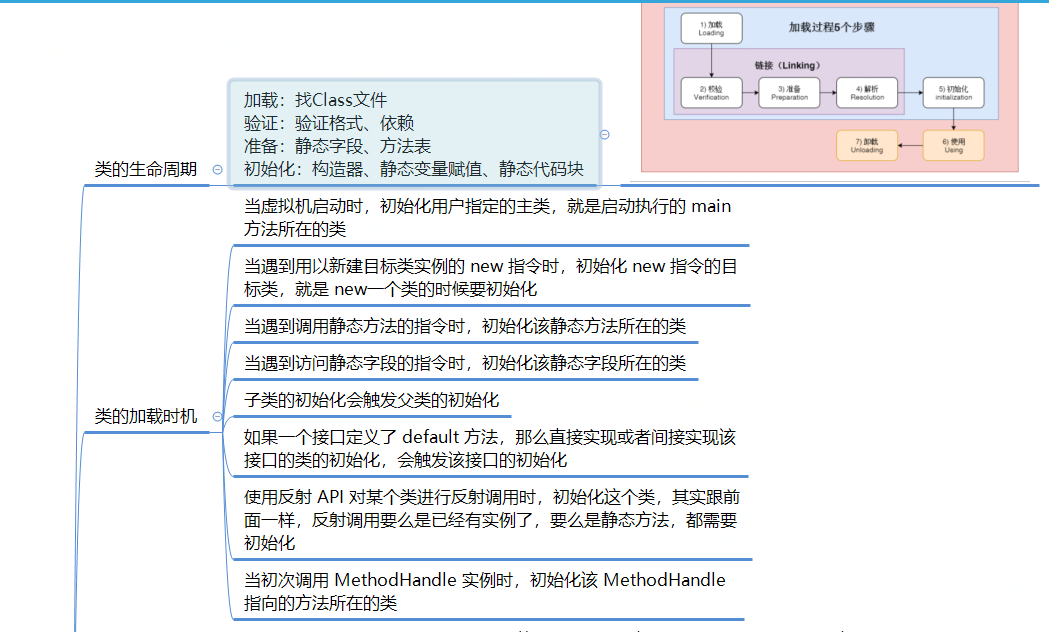 加载过程5个步骤
1) 加载
Loading
链接（Linking）
2) 校验
Verification
3) 准备
Preparation
4) 解析
Resolution
5) 初始化
initialization
7) 卸载
Unloading
6) 使用
Using
类的生命周期
加载：找Class文件
验证：验证格式、依赖
准备：静态字段、方法表
初始化：构造器、静态变量赋值、静态代码块
类的加载时机
当虚拟机启动时，初始化用户指定的主类，就是启动执行的 main
方法所在的类
当遇到用以新建目标类实例的 new 指令时，初始化 new 指令的目
标类，就是 new一个类的时候要初始化
当遇到调用静态方法的指令时，初始化该静态方法所在的类
当遇到访问静态字段的指令时，初始化该静态字段所在的类
子类的初始化会触发父类的初始化
如果一个接口定义了 default 方法，那么直接实现或者间接实现该
接口的类的初始化，会触发该接口的初始化
使用反射 API 对某个类进行反射调用时，初始化这个类，其实跟前
面一样，反射调用要么是已经有实例了，要么是静态方法，都需要
初始化
当初次调用 MethodHandle 实例时，初始化该 MethodHandle
指向的方法所在的类